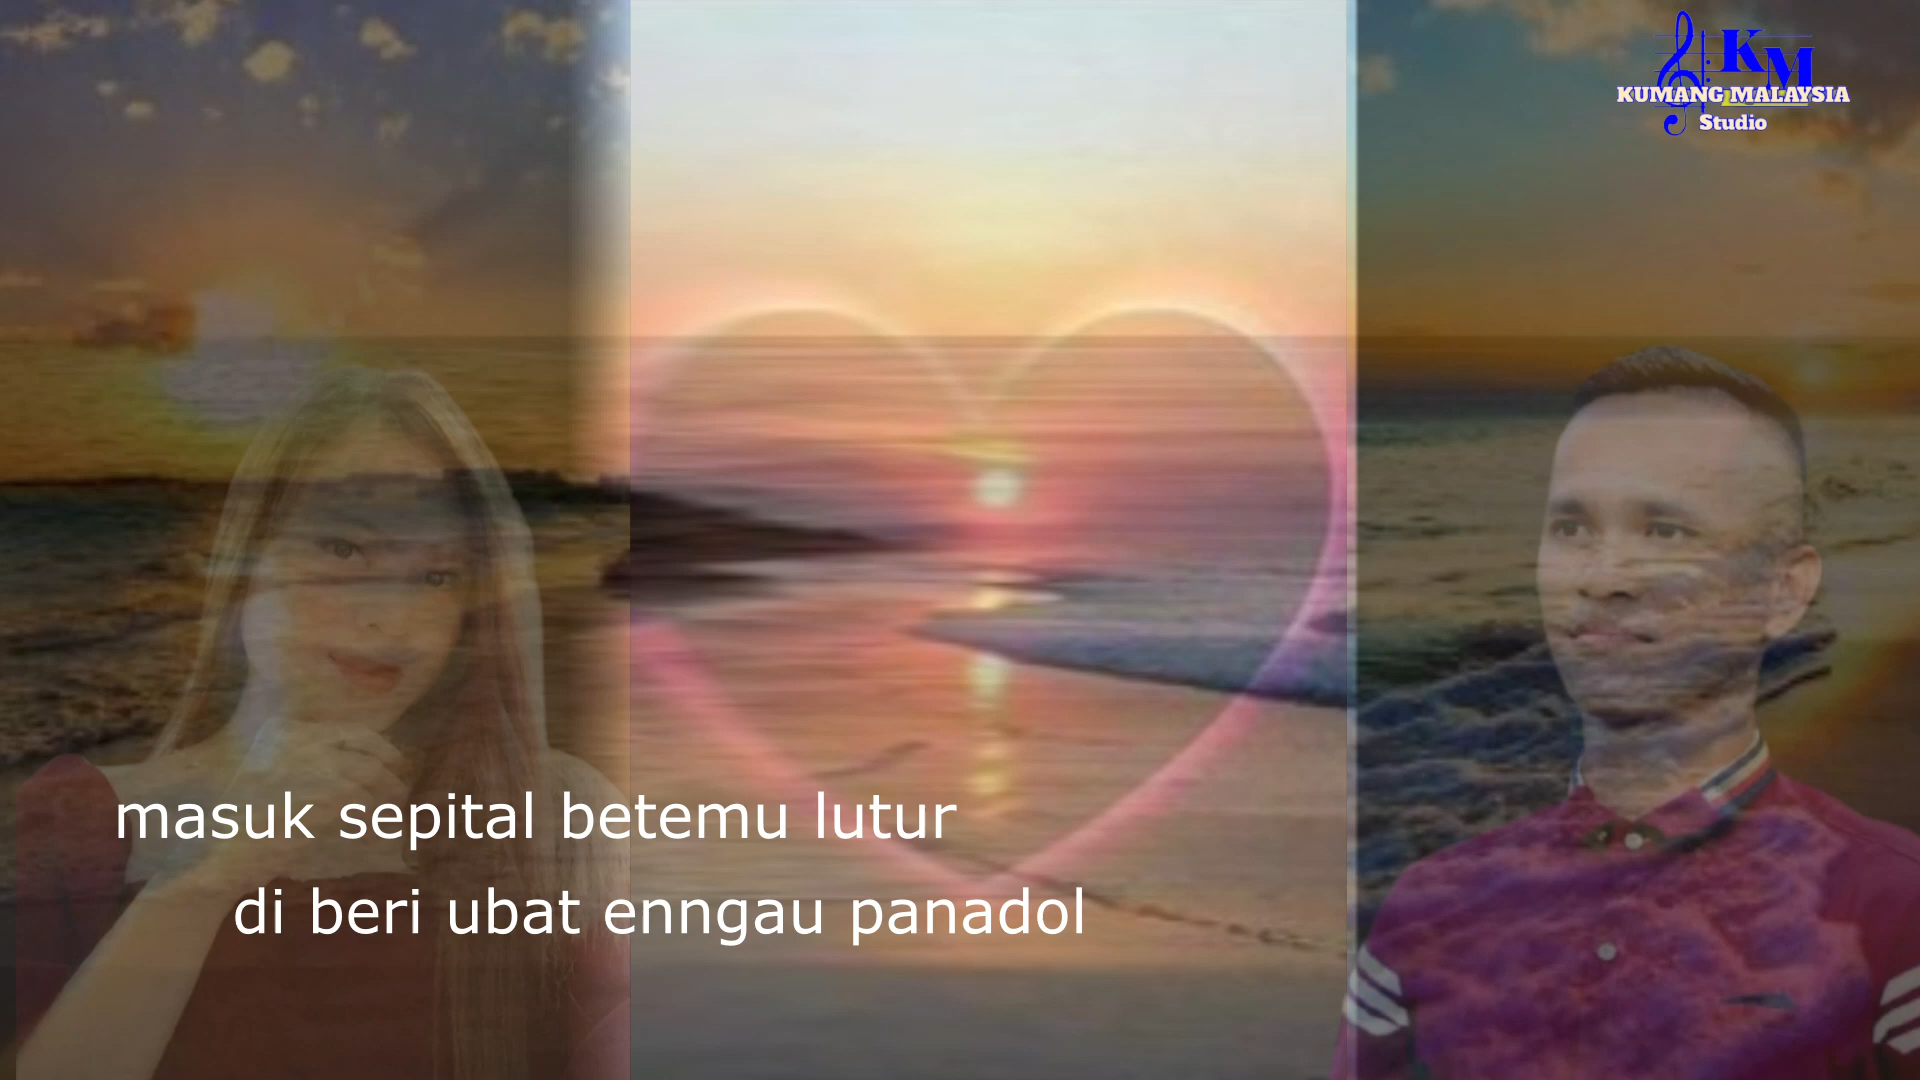 KM
KUMANG MALAYSIA
Studio
masuk sepital betemu lutur
di beri ubat enngau panadol